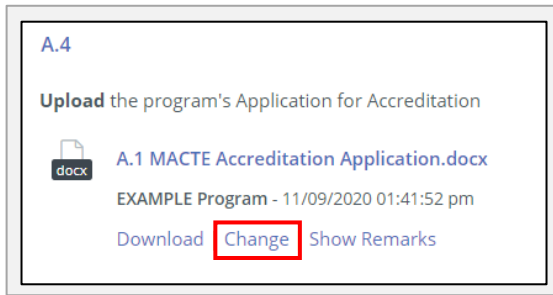 A.4
Upload the program's Application for Accreditation
docx
A.1 MACTE Accreditation Application.docx
EXAMPLE Program - 11/09/2020 01:41:52 pm
Download Change Show Remarks